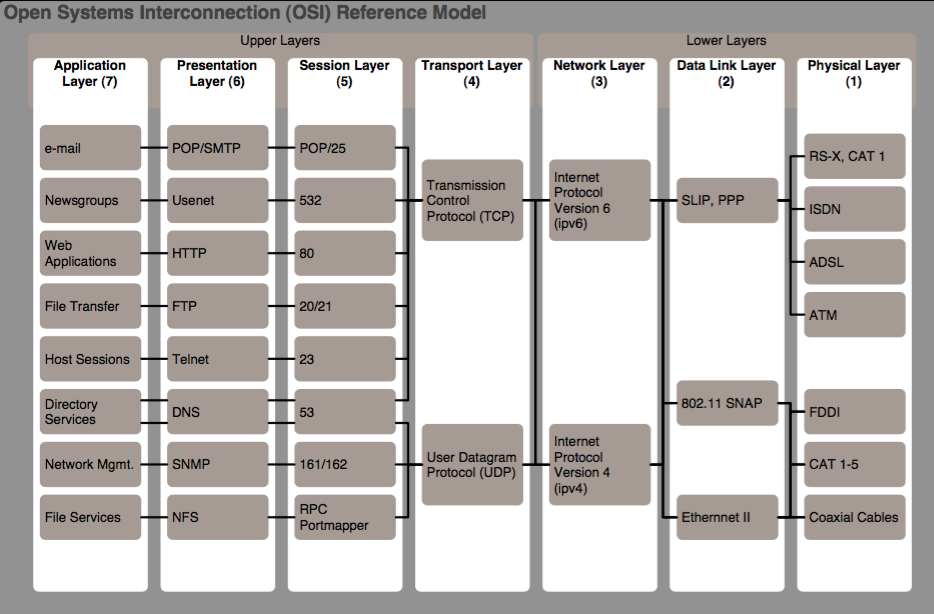 Open Systems Interconnection (OSI) Reference Model
Upper Layers
Lower Layers
Application
Layer (7)
Presentation
Layer (6)
Session Layer
(5)
Transport Layer
(4)
Network Layer
(3)
Data Link Layer
(2)
Physical Layer
(1)
e-mail
POP/SMTP
POP/25
Newsgroups
Usenet
532
Web
Applications
HTTP
80
File Transfer
FTP
20/21
Host Sessions
Telnet
23
Directory
Services
DNS
53
Network Mgmt.
SNMP
161/162
File Services
NFS
RPC
Portmapper
Transmission
Control
Protocol (TCP)
User Datagram
Protocol (UDP)
Internet
Protocol
Version 6
(ipv6)
Internet
Protocol
Version 4
(ipv4)
SLIP, PPP
802.11 SNAP
Ethernnet II
RS-X, CAT 1
ISDN
ADSL
ATM
FDDI
CAT 1-5
Coaxial Cables